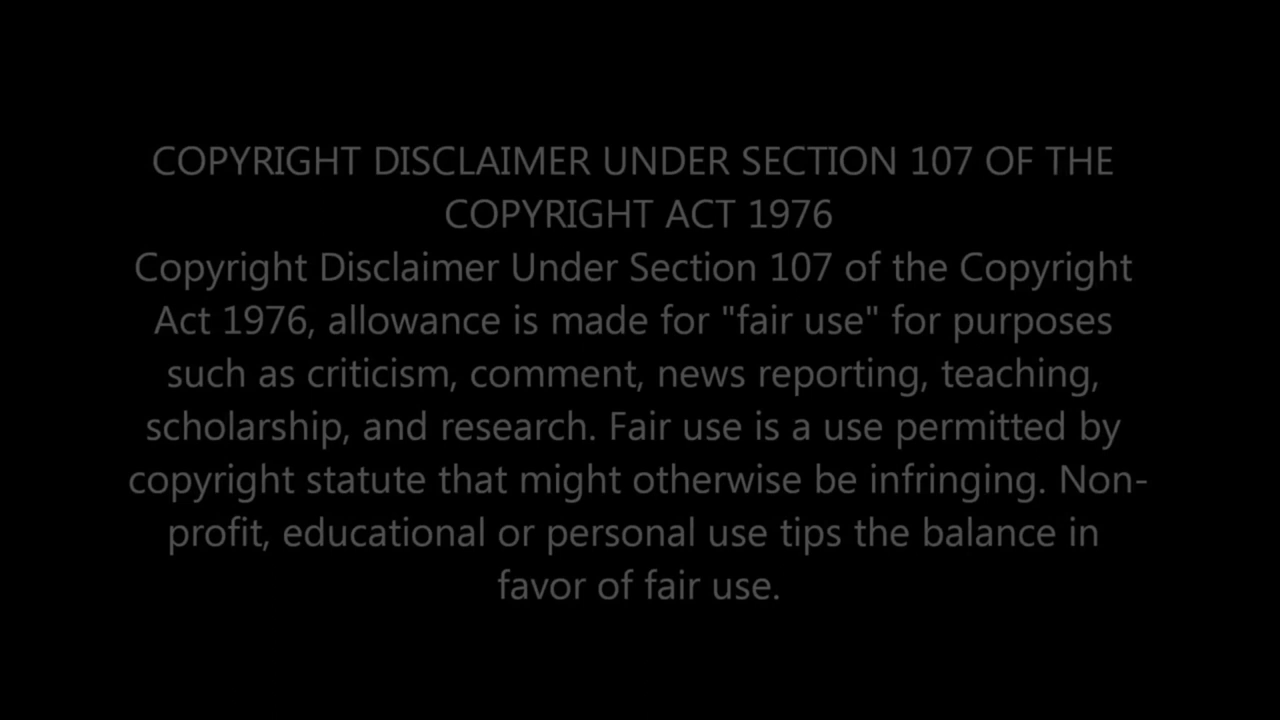 COPYRIGHT DISCLAIMER UNDER SECTION 107 OF THE
COPYRIGHT ACT 1976
Copyright Disclaimer Under Section 107 of the Copyright
Act 1976, allowance is made for "fair use" for purposes
such as criticism, comment, news reporting, teaching,
scholarship, and research. Fair use is a use permitted by
copyright statute that might otherwise be infringing. Non-
profit, educational or personal use tips the balance in
favor of fair use.